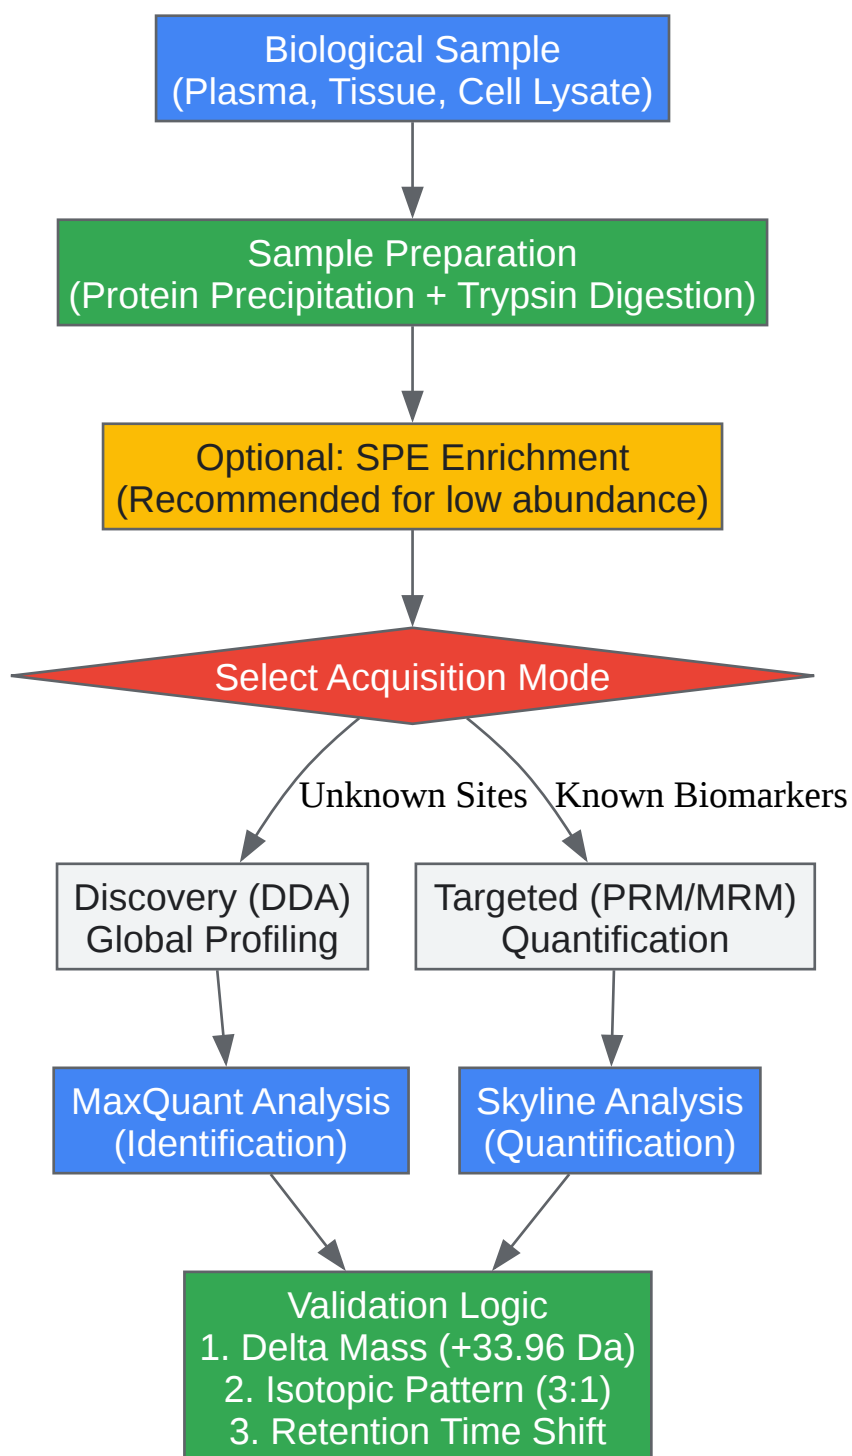 Biological Sample
(Plasma, Tissue, Cell Lysate)
Sample Preparation
(Protein Precipitation + Trypsin Digestion)
Optional: SPE Enrichment
(Recommended for low abundance)
Select Acquisition Mode
Unknown Sites
Known Biomarkers
Discovery (DDA)
Global Profiling
Targeted (PRM/MRM)
Quantification
MaxQuant Analysis
(Identification)
Skyline Analysis
(Quantification)
Validation Logic
1. Delta Mass (+33.96 Da)
2. Isotopic Pattern (3:1)
3. Retention Time Shift